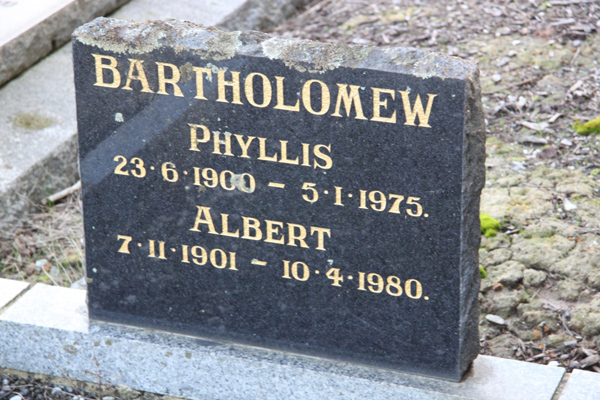 BARTHOLOMEW
PHYLLIS
23·6·1900 – 5·1·1975.
ALBERT
7·11·1901 – 10·4·1980.